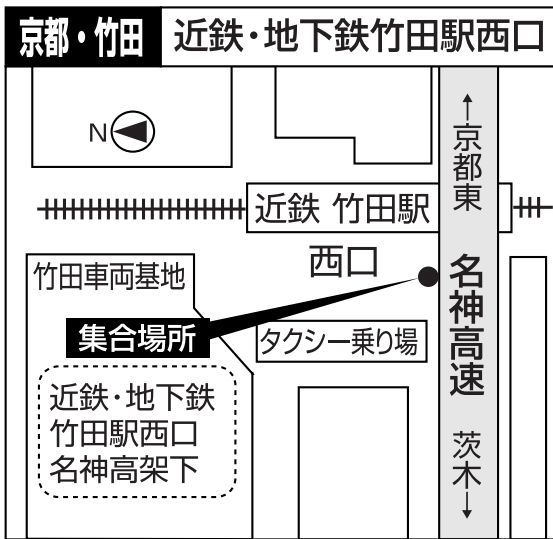 京都・竹田
近鉄・地下鉄竹田駅西口
N
←京都東
近鉄 竹田駅
西口
名神高速
竹田車両基地
集合場所
タクシー乗り場
近鉄・地下鉄
竹田駅西口
名神高架下
茨木→